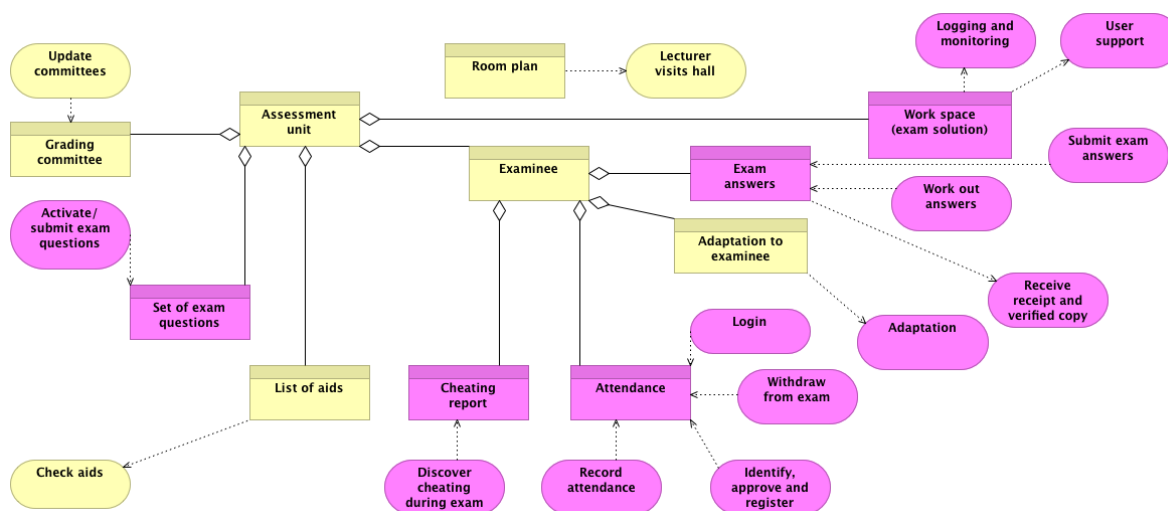 Logging and
monitoring
User
support
Update
committees
Room plan
Lecturer
visits hall
Assessment
unit
Work space
(exam solution)
Grading
committee
Submit exam
answers
Examinee
Exam
answers
Work out
answers
Activate/
submit exam
questions
Adaptation to
examinee
Set of exam
questions
Receive
receipt and
verified copy
Login
Adaptation
List of aids
Cheating
report
Attendance
Withdraw
from exam
Check aids
Discover
cheating
during exam
Record
attendance
Identify,
approve and
register